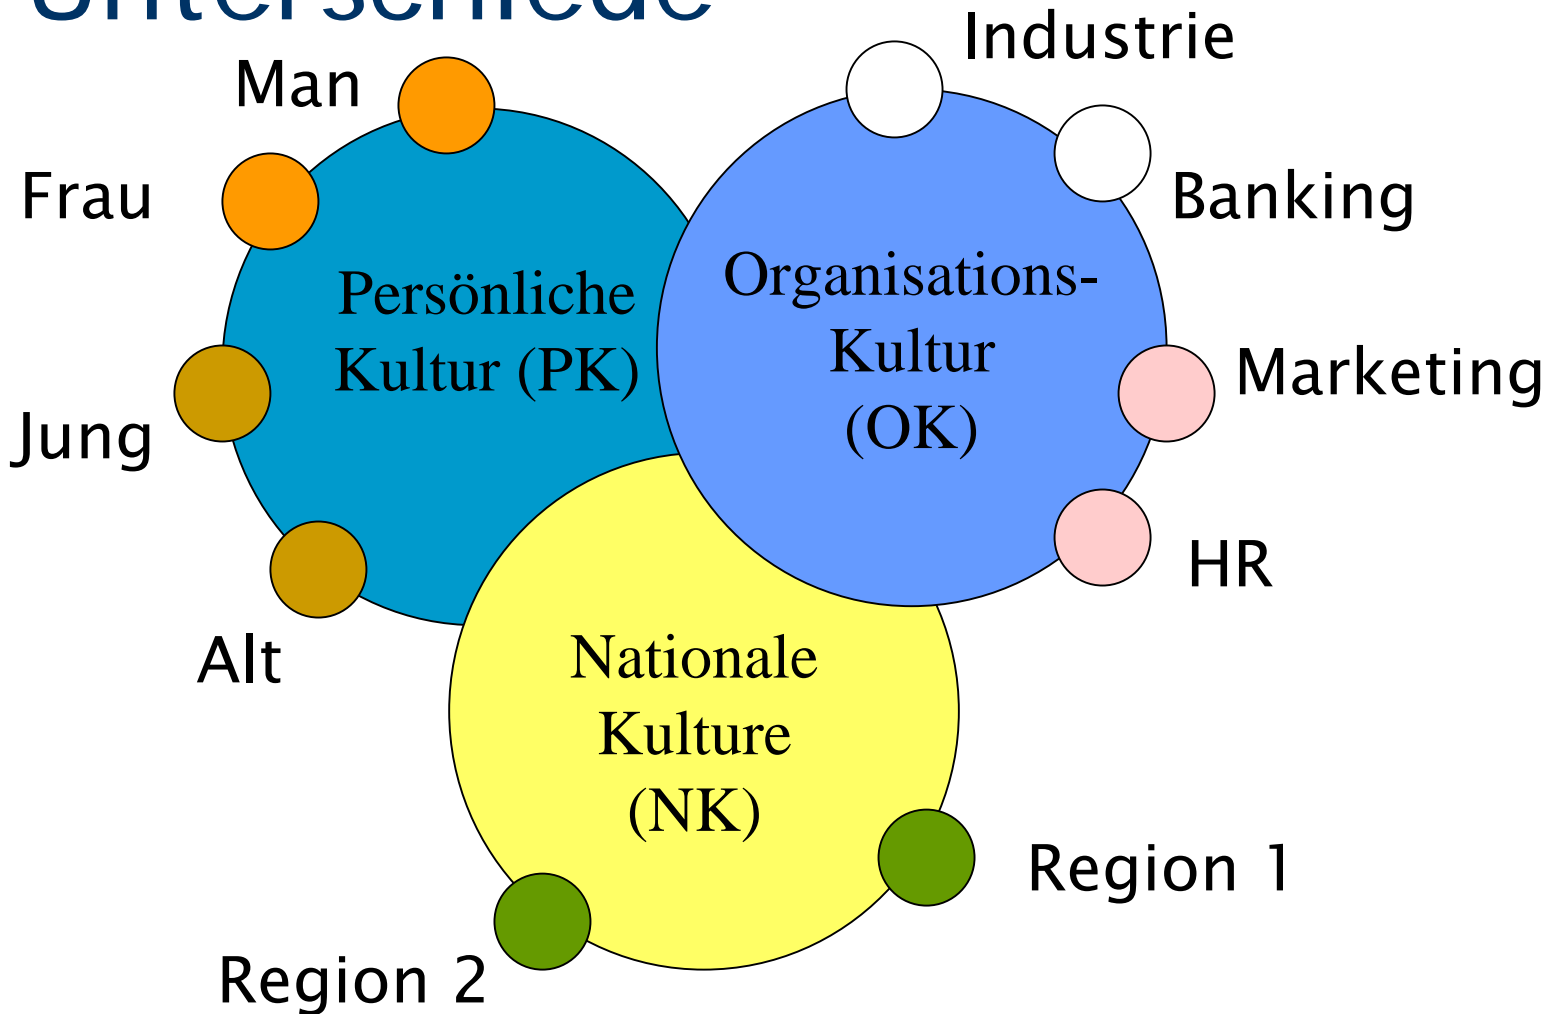 Unterschiede
Industrie
Man
Banking
Frau
Persönliche
Kultur (PK)
Organisations-
Kultur
(OK)
Marketing
Jung
HR
Alt
Nationale
Kulture
(NK)
Region 1
Region 2